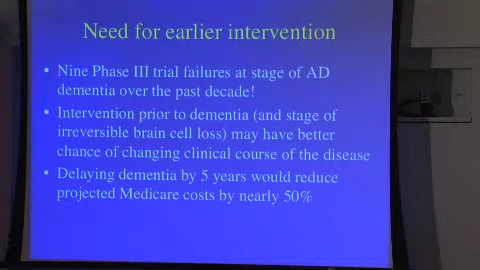 Need for earlier intervention
• Nine Phase III trial failures at stage of AD
dementia over the past decade!
• Intervention prior to dementia (and stage of
irreversible brain cell loss) may have better
chance of changing clinical course of the disease
• Delaying dementia by 5 years would reduce
projected Medicare costs by nearly 50%